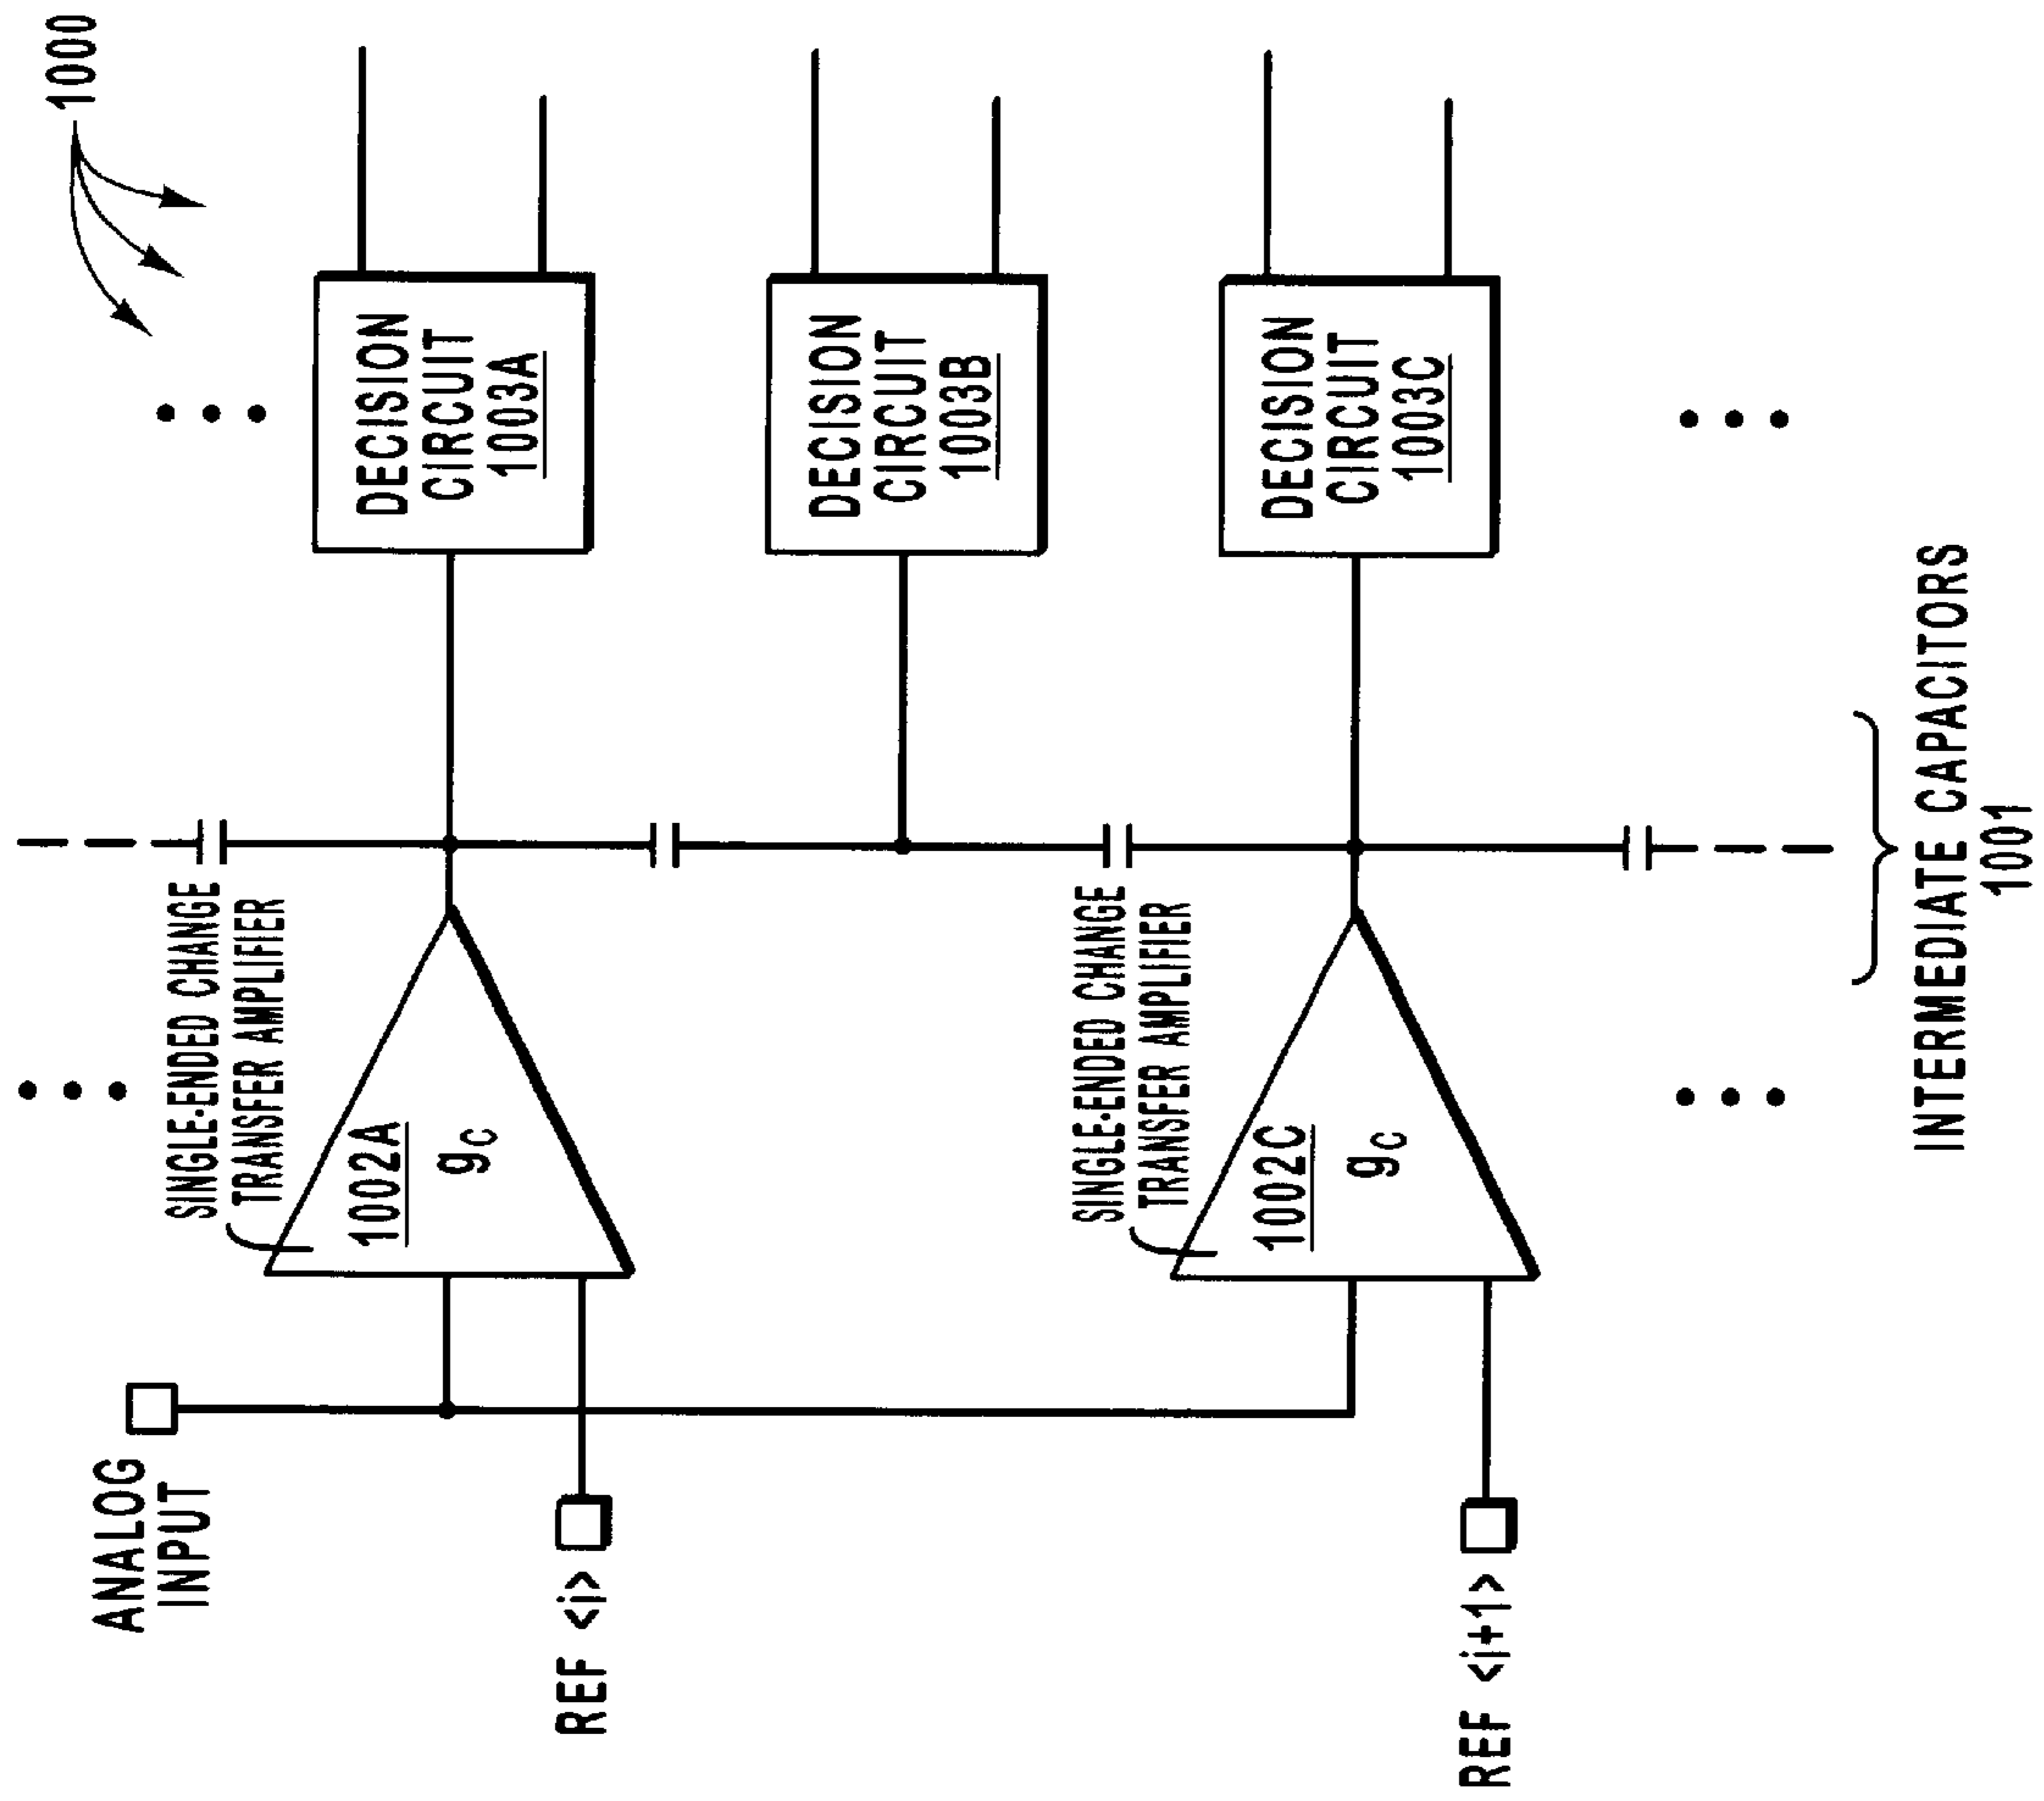 1000
ANALOG
INPUT
SINGLE-ENDED CHANGE
TRANSFER AMPLIFIER
1002A
gC
DECISION
CIRCUIT
1003A
REF <i>
DECISION
CIRCUIT
1003B
SINGLE-ENDED CHANGE
TRANSFER AMPLIFIER
1002C
gC
DECISION
CIRCUIT
1003C
REF <i+1>
INTERMEDIATE CAPACITORS
1001